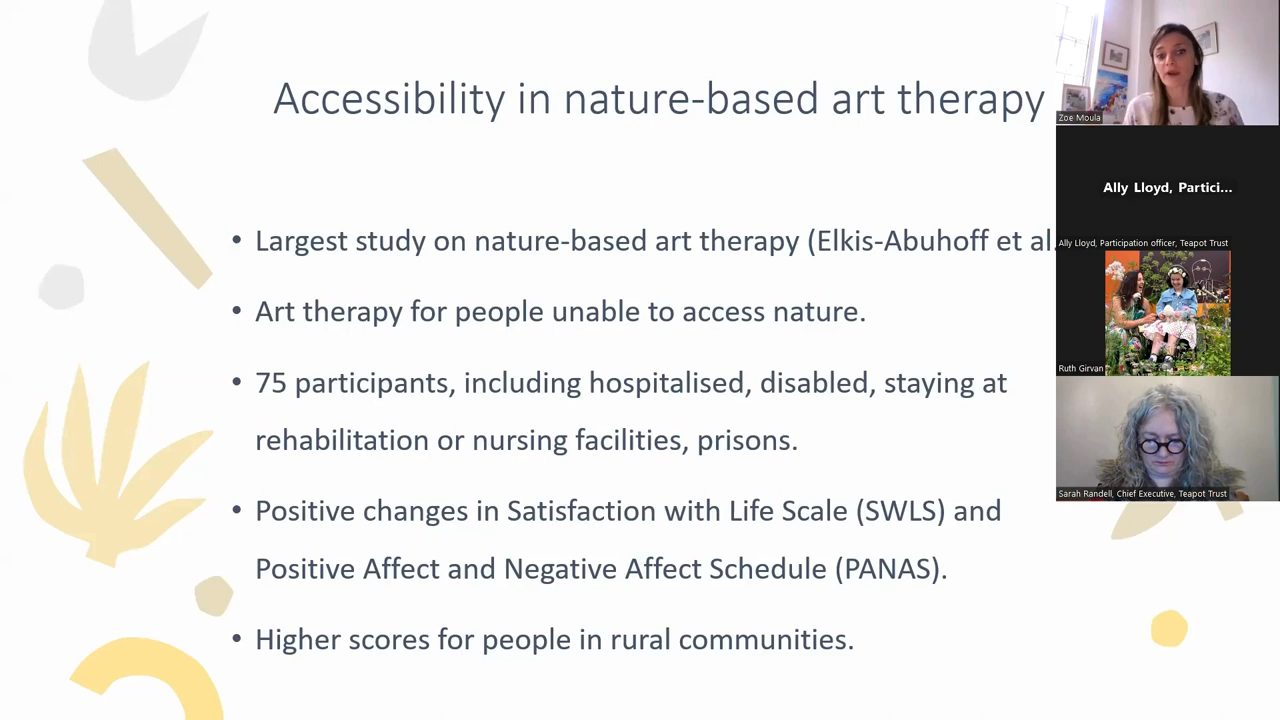 Accessibility in nature-based art therapy
• Largest study on nature-based art therapy (Elkis-Abuhoff et al.
• Art therapy for people unable to access nature.
• 75 participants, including hospitalised, disabled, staying at
rehabilitation or nursing facilities, prisons.
• Positive changes in Satisfaction with Life Scale (SWLS) and
Positive Affect and Negative Affect Schedule (PANAS).
• Higher scores for people in rural communities.
Zoe Moula
Ally Lloyd, Partici...
Ally Lloyd, Participation officer, Teapot Trust
Ruth Girvan
Sarah Randell, Chief Executive, Teapot Trust